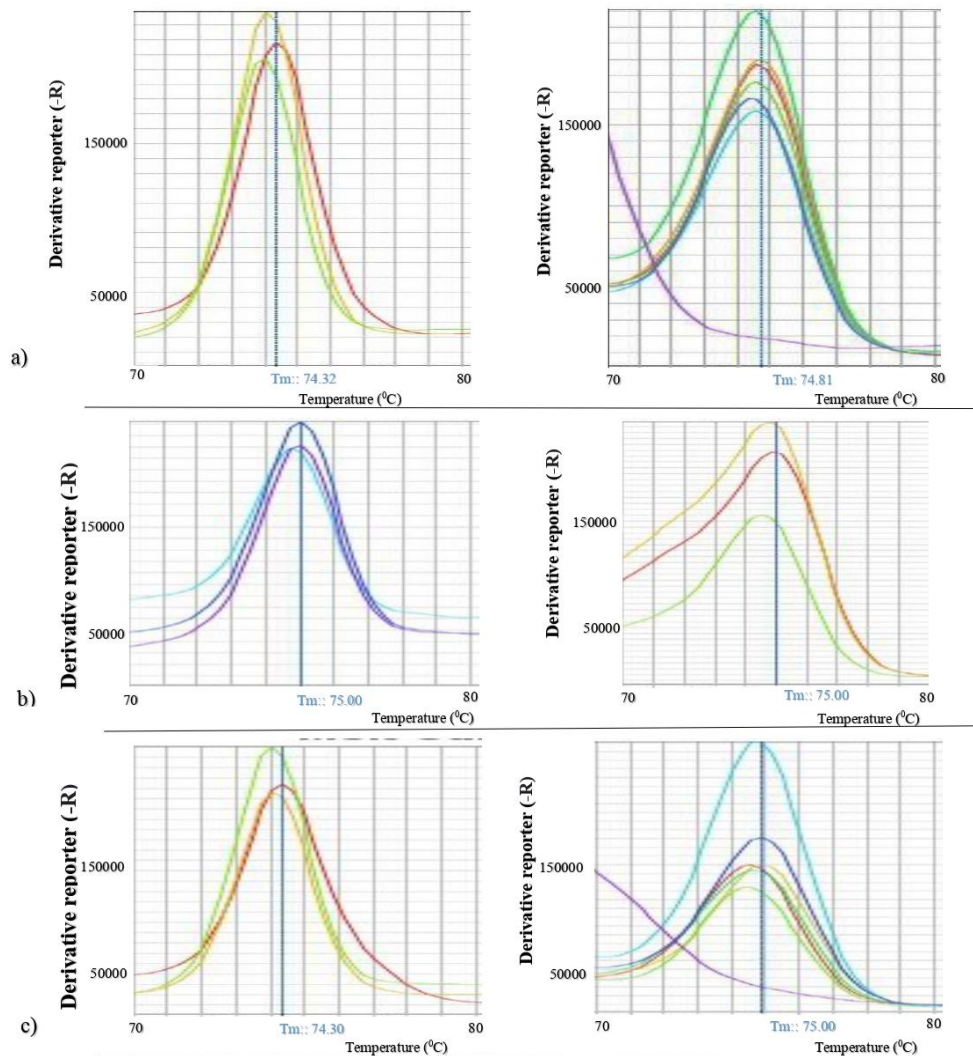 Derivative reporter (-R)
150000
50000
a)
70
80
Tm:: 74.32
Temperature (⁰C)
Derivative reporter (-R)
150000
50000
70
80
Tm:: 74.81
Temperature (⁰C)
Derivative reporter (-R)
150000
50000
b)
70
80
Tm:: 75.00
Temperature (⁰C)
Derivative reporter (-R)
150000
50000
70
80
Tm:: 75.00
Temperature (⁰C)
Derivative reporter (-R)
150000
50000
c)
70
80
Tm:: 74.30
Temperature (⁰C)
Derivative reporter (-R)
150000
50000
70
80
Tm:: 75.00
Temperature (⁰C)